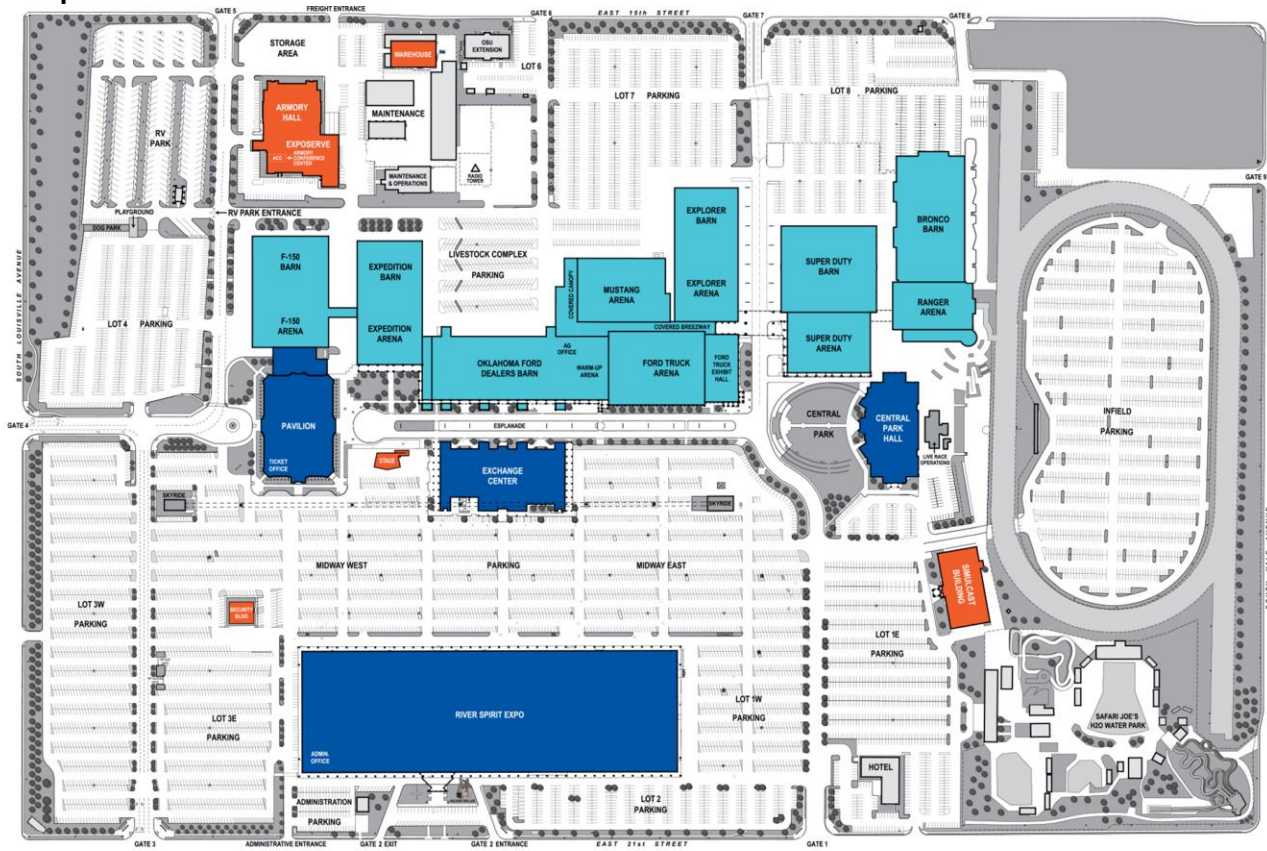 GATE 5
FREIGHT ENTRANCE
GATE 6
EAST 15th STREET
GATE 7
GATE 8
STORAGE
AREA
WAREHOUSE
OSU
EXTENSION
LOT 6
LOT 7 PARKING
LOT 8 PARKING
ARMORY
HALL
EXPOSERVE
ACC
ARMORY
CONFERENCE
CENTER
MAINTENANCE
MAINTENANCE
& OPERATIONS
RADIO
TOWER
RV
PARK
GATE 9
PLAYGROUND
RV PARK ENTRANCE
DOG PARK
SOUTH LOUISVILLE AVENUE
LOT 4 PARKING
F-150
BARN
F-150
ARENA
EXPEDITION
BARN
EXPEDITION
ARENA
LIVESTOCK COMPLEX
PARKING
COVERED CANOPY
MUSTANG
ARENA
EXPLORER
BARN
EXPLORER
ARENA
COVERED BREEZWAY
SUPER DUTY
BARN
SUPER DUTY
ARENA
BRONCO
BARN
RANGER
ARENA
OKLAHOMA FORD
DEALERS BARN
AG
OFFICE
WARM-UP
ARENA
FORD TRUCK
ARENA
FORD
TRUCK
EXHIBIT
HALL
GATE 4
PAVILION
TICKET
OFFICE
ESPLANADE
STAGE
EXCHANGE
CENTER
CENTRAL
PARK
CENTRAL
PARK
HALL
LIVE RACE
OPERATIONS
INFIELD
PARKING
SKYRIDE
SKYRIDE
MIDWAY WEST
PARKING
MIDWAY EAST
SIMULCAST
BUILDING
LOT 3W
PARKING
SECURITY
BLDG
LOT 1E
PARKING
LOT 3E
PARKING
RIVER SPIRIT EXPO
ADMIN.
OFFICE
LOT 1W
PARKING
SAFARI JOE'S
H2O WATER PARK
HOTEL
ADMINISTRATION
PARKING
LOT 2
PARKING
GATE 3
ADMINISTRATIVE ENTRANCE
GATE 2 EXIT
GATE 2 ENTRANCE
EAST 21st STREET
GATE 1